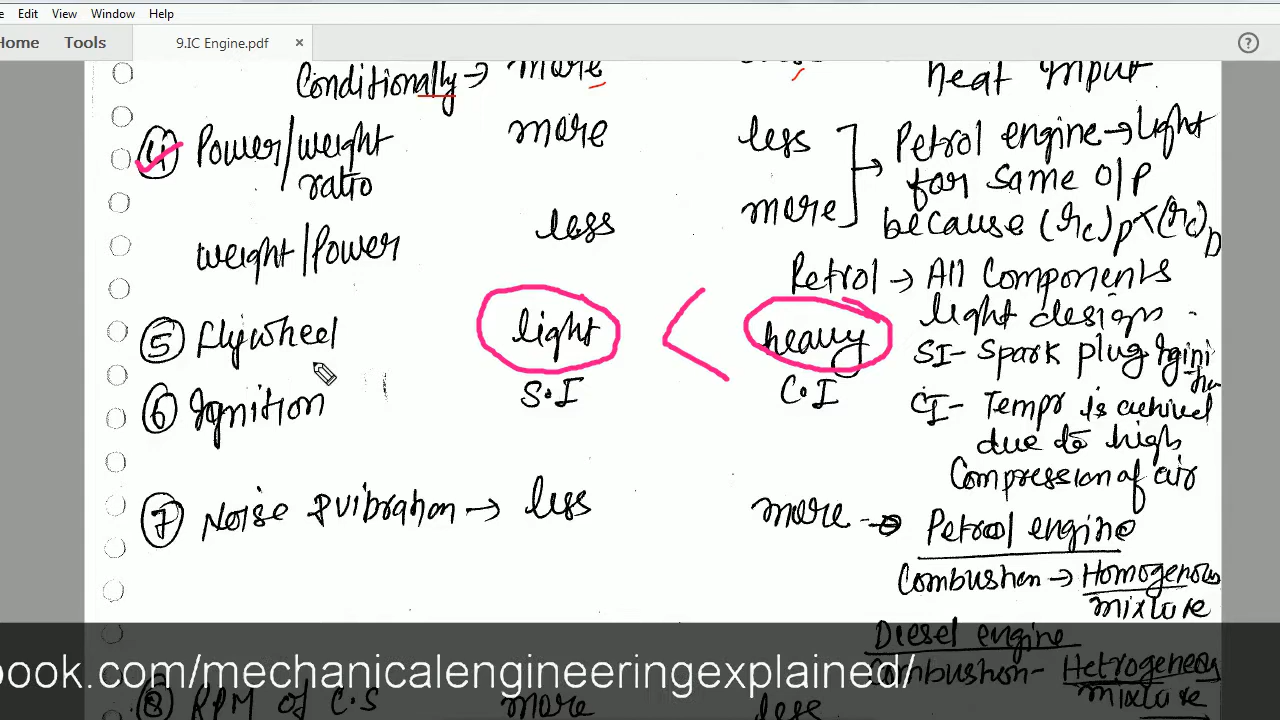 Edit View Window Help
Home Tools 9.IC Engine.pdf × ?
Conditionally → more heat input
④ Power/weight ratio more less
weight/Power less more
→ Petrol engine → light
for same O/P
because (rc)p < (rc)D
Petrol → All Components
light design
⑤ Flywheel light < heavy
⑥ Ignition S.I C.I
SI- Spark plug
CI- Tempr is achived
due to high
Compression of air
⑦ Noise & vibration → less more → Petrol engine
Combustion → Homogenous
mixture
Diesel engine
Combustion- Hetrogeneous
mixture
⑧ RPM of C.S more less
book.com/mechanicalengineeringexplained/